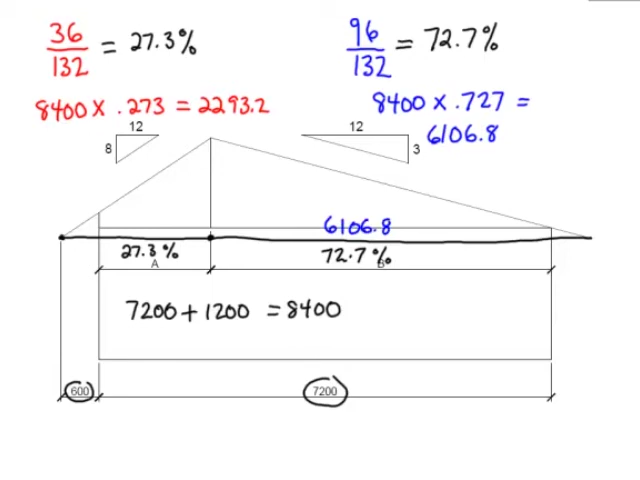 36/132 = 27.3%
96/132 = 72.7%
8400 x .273 = 2293.2
8400 x .727 =
6106.8
12
8
12
3
6106.8
27.3%
72.7%
A
B
7200 + 1200 = 8400
600
7200